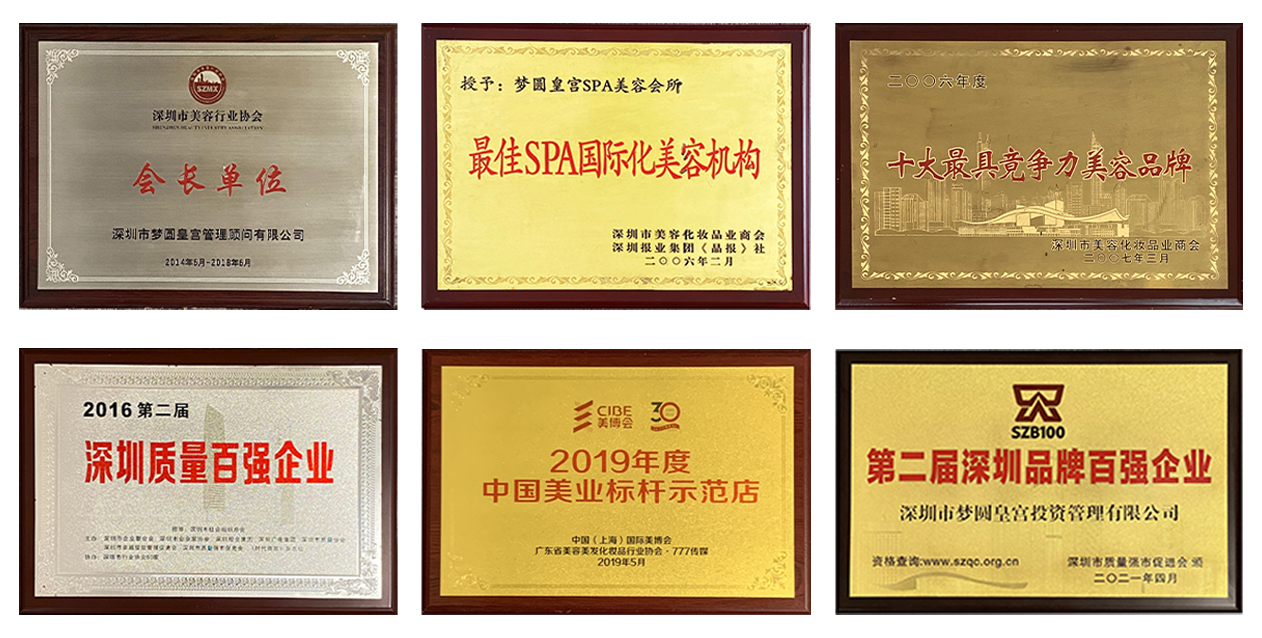 SZMX
深圳市美容行业协会
SHENZHEN BEAUTY INDUSTRY ASSOCIATION
会长单位
深圳市梦圆皇宫管理顾问有限公司
2014年5月-2018年6月
授予：梦圆皇宫SPA美容会所
最佳SPA国际化美容机构
深圳市美容化妆品业商会
深圳报业集团《晶报》社
二〇〇六年二月
二〇〇六年度
十大最具竞争力美容品牌
深圳市美容化妆品业商会
二〇〇七年三月
2016第二届
深圳质量百强企业
CIBE
美博会
30
2019年度
中国美业标杆示范店
中国（上海）国际美博会
广东省美容美发化妆品行业协会·777传媒
2019年5月
SZB100
第二届深圳品牌百强企业
深圳市梦圆皇宫投资管理有限公司
资格查询:www.szqc.org.cn
深圳市质量强市促进会 颁
二〇二一年四月